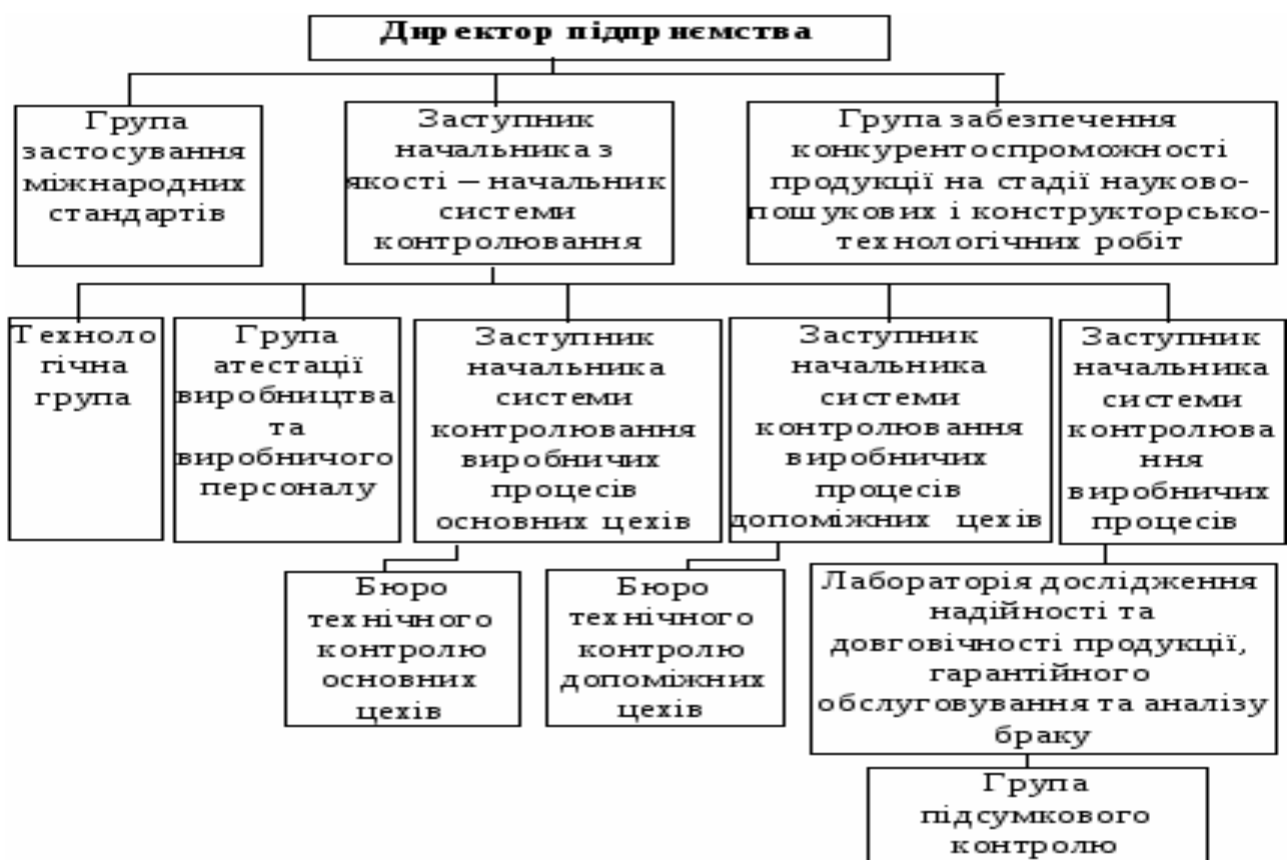 Директор підприємства
Група
застосування
міжнародних
стандартів
Заступник
начальника з
якості – начальник
системи
контролювання
Група забезпечення
конкурентоспроможності
продукції на стадії науково-
пошукових і конструкторсько-
технологічних робіт
Техноло
гічна
група
Група
атестації
виробництва
та
виробничого
персоналу
Заступник
начальника
системи
контролювання
виробничих
процесів
основних цехів
Заступник
начальника
системи
контролювання
виробничих
процесів
допоміжних цехів
Заступник
начальника
системи
контролюва
ння
виробничих
процесів
Бюро
технічного
контролю
основних
цехів
Бюро
технічного
контролю
допоміжних
цехів
Лабораторія дослідження
надійності та
довговічності продукції,
гарантійного
обслуговування та аналізу
браку
Група
підсумкового
контролю